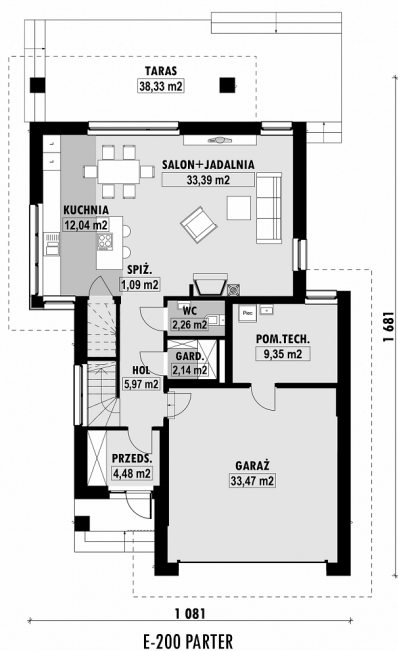 TARAS
38,33 m2
SALON+JADALNIA
33,39 m2
KUCHNIA
12,04 m2
SPIŻ.
1,09 m2
WC
2,26 m2
Piec
POM.TECH.
9,35 m2
GARD.
2,14 m2
HOL
5,97 m2
PRZEDS.
4,48 m2
GARAŻ
33,47 m2
1 681
1 081
E-200 PARTER